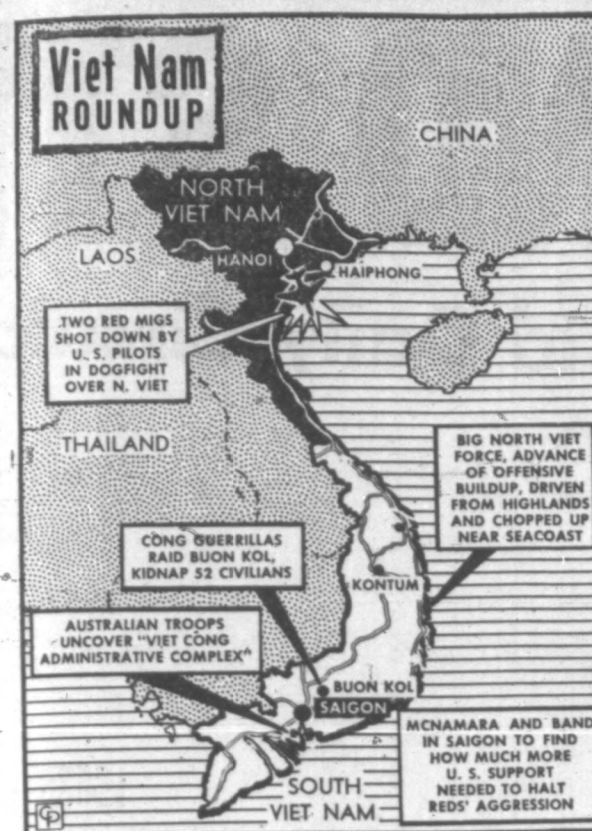 Viet Nam
ROUNDUP
CHINA
NORTH
VIET NAM
LAOS
HANOI
HAIPHONG
TWO RED MIGS
SHOT DOWN BY
U. S. PILOTS
IN DOGFIGHT
OVER N. VIET
THAILAND
BIG NORTH VIET
FORCE, ADVANCE
OF OFFENSIVE
BUILDUP, DRIVEN
FROM HIGHLANDS
AND CHOPPED UP
NEAR SEACOAST
CONG GUERRILLAS
RAID BUON KOL,
KIDNAP 52 CIVILIANS
KONTUM
AUSTRALIAN TROOPS
UNCOVER "VIET CONG
ADMINISTRATIVE COMPLEX"
BUON KOL
SAIGON
MCNAMARA AND BAND
IN SAIGON TO FIND
HOW MUCH MORE
U. S. SUPPORT
NEEDED TO HALT
REDS' AGGRESSION
SOUTH
VIET NAM
CP